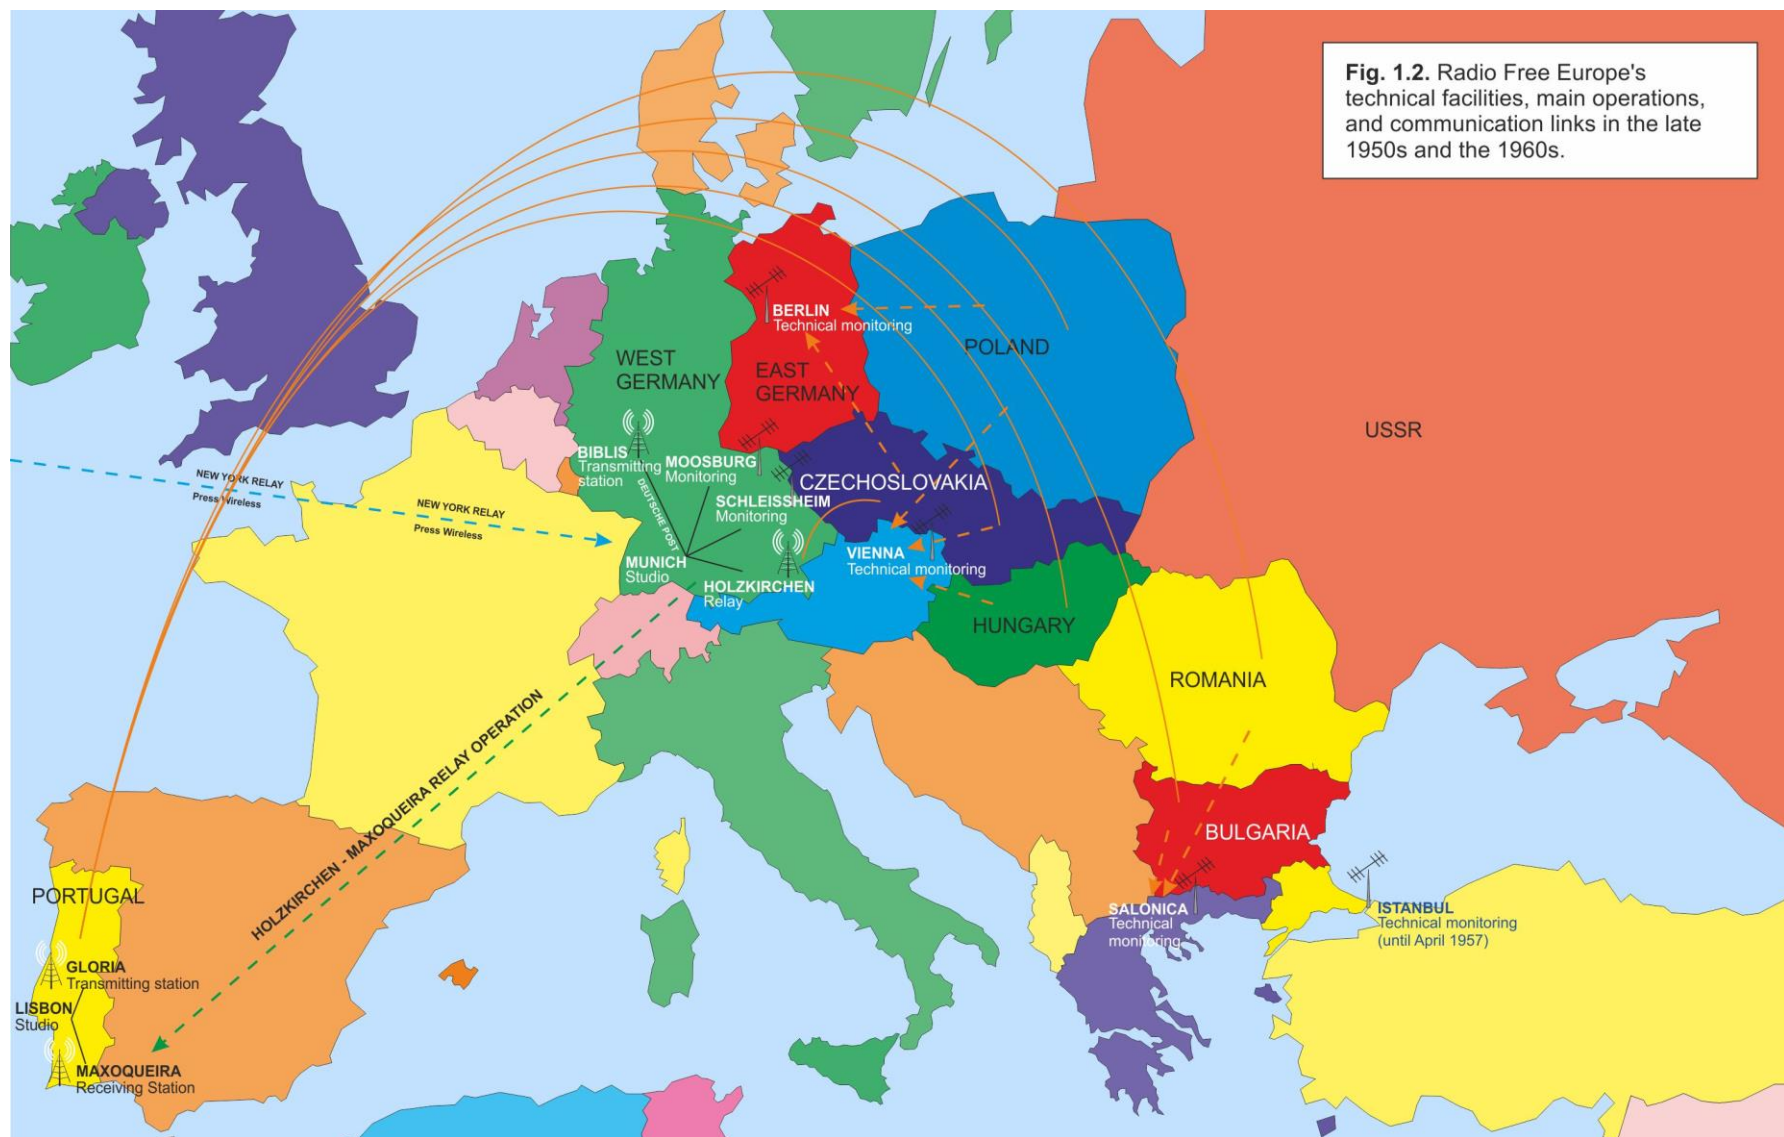 Fig. 1.2. Radio Free Europe's
technical facilities, main operations,
and communication links in the late
1950s and the 1960s.
BERLIN
Technical monitoring
POLAND
WEST
GERMANY
EAST
GERMANY
USSR
BIBLIS
Transmitting
station
MOOSBURG
Monitoring
CZECHOSLOVAKIA
SCHLEISSHEIM
Monitoring
DEUTSCHE POST
NEW YORK RELAY
Press Wireless
NEW YORK RELAY
Press Wireless
MUNICH
Studio
VIENNA
Technical monitoring
HOLZKIRCHEN
Relay
HUNGARY
ROMANIA
HOLZKIRCHEN - MAXOQUEIRA RELAY OPERATION
BULGARIA
PORTUGAL
SALONICA
Technical
monitoring
ISTANBUL
Technical monitoring
(until April 1957)
GLORIA
Transmitting station
LISBON
Studio
MAXOQUEIRA
Receiving Station